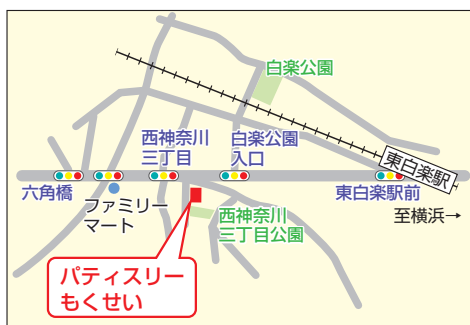 白楽公園
西神奈川
三丁目
白楽公園
入口
東白楽駅
六角橋
ファミリー
マート
西神奈川
三丁目公園
東白楽駅前
至横浜→
パティスリー
もくせい